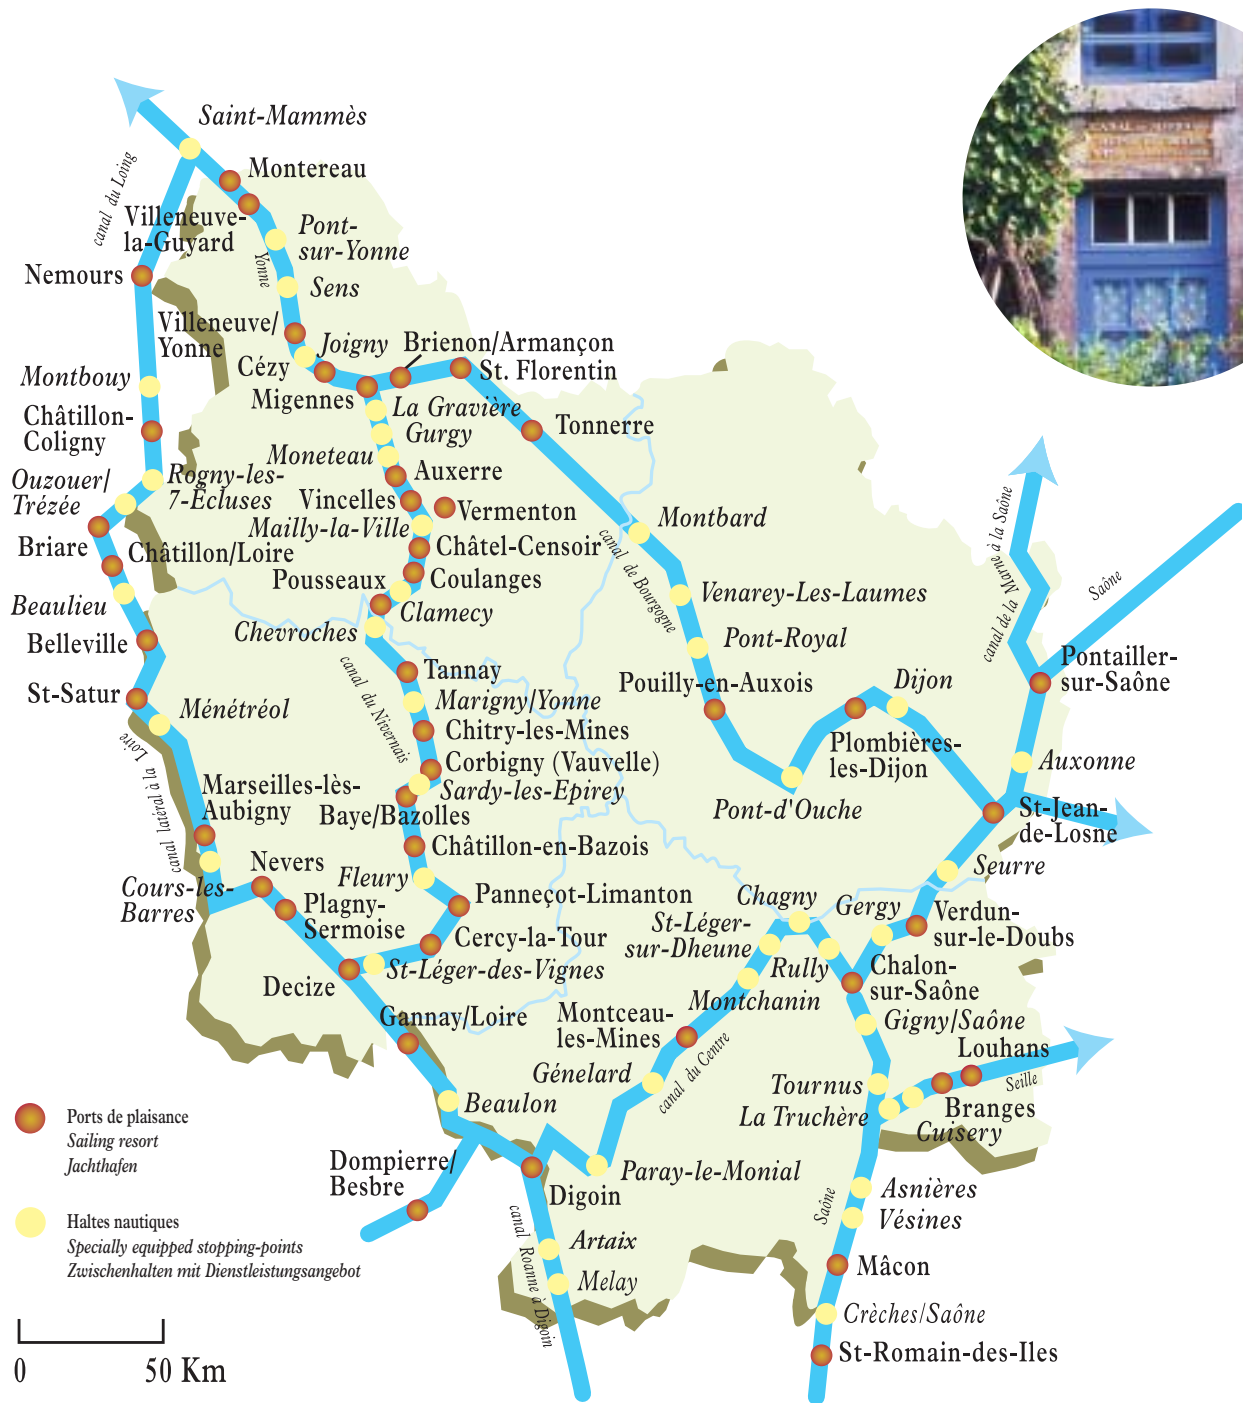 Saint-Mammès
canal du Loing
Montereau
Villeneuve-
la-Guyard
Pont-
sur-Yonne
Yonne
Nemours
Sens
Villeneuve/
Yonne
Joigny
Cézy
Brienon/Armançon
St. Florentin
Migennes
Montbouy
La Gravière
Gurgy
Tonnerre
Châtillon-
Coligny
Moneteau
Auxerre
Ouzouer/
Trézée
Rogny-les-
7-Écluses
Vincelles
Vermenton
Mailly-la-Ville
Montbard
Briare
Châtillon/Loire
Châtel-Censoir
Pousseaux
Coulanges
canal de Bourgogne
canal de la Marne à la Saône
Saône
Beaulieu
Clamecy
Venarey-Les-Laumes
Chevroches
Belleville
Pont-Royal
canal du Nivernais
Tannay
Pouilly-en-Auxois
Dijon
Pontailler-
sur-Saône
St-Satur
Ménétréol
Marigny/Yonne
Chitry-les-Mines
Plombières-
les-Dijon
canal latéral à la Loire
Corbigny (Vauvelle)
Auxonne
Marseilles-lès-
Aubigny
Sardy-les-Epirey
Baye/Bazolles
Pont-d'Ouche
St-Jean-
de-Losne
Châtillon-en-Bazois
Nevers
Seurre
Fleury
Cours-les-
Barres
Panneçot-Limanton
Chagny
Gergy
Plagny-
Sermoise
St-Léger-
sur-Dheune
Verdun-
sur-le-Doubs
Cercy-la-Tour
Rully
St-Léger-des-Vignes
Chalon-
sur-Saône
Decize
Montchanin
Gannay/Loire
Montceau-
les-Mines
Gigny/Saône
Louhans
canal du Centre
Génelard
Tournus
Seille
Beaulon
La Truchère
Branges
Cuisery
Ports de plaisance
Sailing resort
Jachthafen
Dompierre/
Besbre
Paray-le-Monial
Digoin
Saône
Asnières
Vésines
Haltes nautiques
Specially equipped stopping-points
Zwischenhalten mit Dienstleistungsangebot
canal Roanne à Digoin
Artaix
Melay
Mâcon
Crèches/Saône
St-Romain-des-Iles
0 50 Km